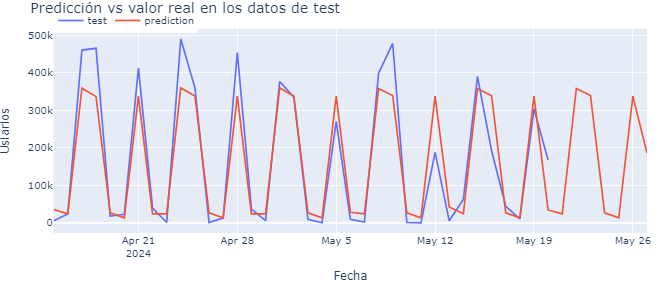 Predicción vs valor real en los datos de test
test
prediction
500k
400k
300k
200k
100k
0
Usuarios
Apr 21
2024
Apr 28
May 5
May 12
May 19
May 26
Fecha